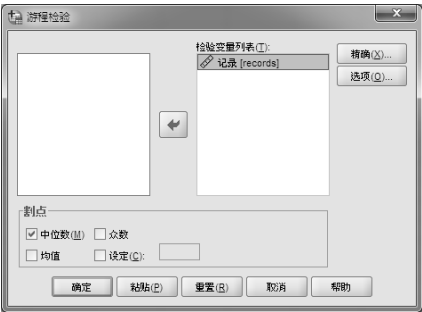 游程检验
检验变量列表(T):
记录 [records]
精确(X)...
选项(O)...
割点
中位数(M) 众数
均值 设定(C):
确定 粘贴(P) 重置(R) 取消 帮助